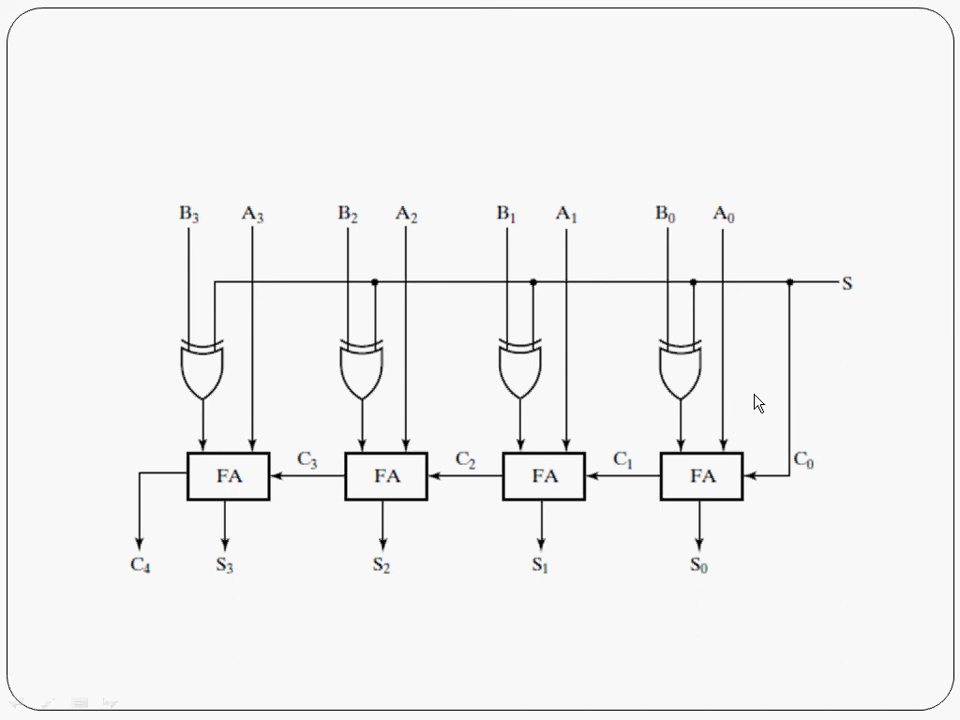 B₃ A₃ B₂ A₂ B₁ A₁ B₀ A₀
S
C₃ C₂ C₁ C₀
FA FA FA FA
C₄ S₃ S₂ S₁ S₀